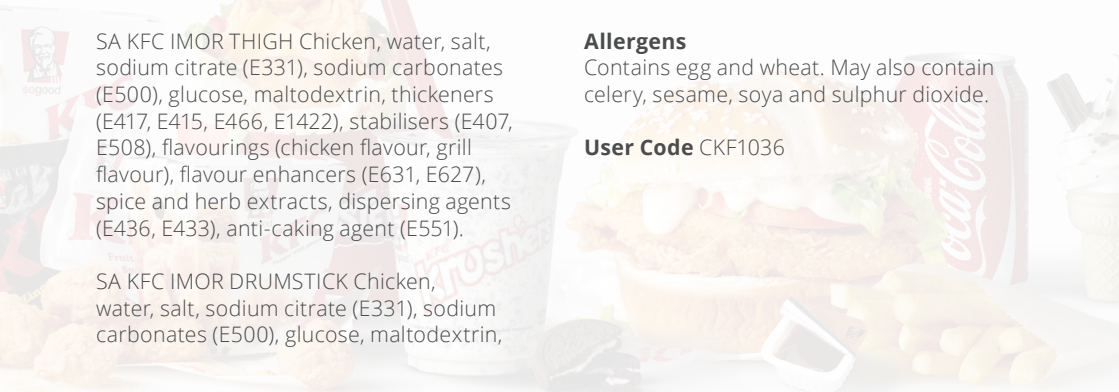 SA KFC IMOR THIGH Chicken, water, salt,
sodium citrate (E331), sodium carbonates
(E500), glucose, maltodextrin, thickeners
(E417, E415, E466, E1422), stabilisers (E407,
E508), flavourings (chicken flavour, grill
flavour), flavour enhancers (E631, E627),
spice and herb extracts, dispersing agents
(E436, E433), anti-caking agent (E551).
SA KFC IMOR DRUMSTICK Chicken,
water, salt, sodium citrate (E331), sodium
carbonates (E500), glucose, maltodextrin,
Allergens
Contains egg and wheat. May also contain
celery, sesame, soya and sulphur dioxide.
User Code CKF1036
sogood
Krushers
Coca-Cola